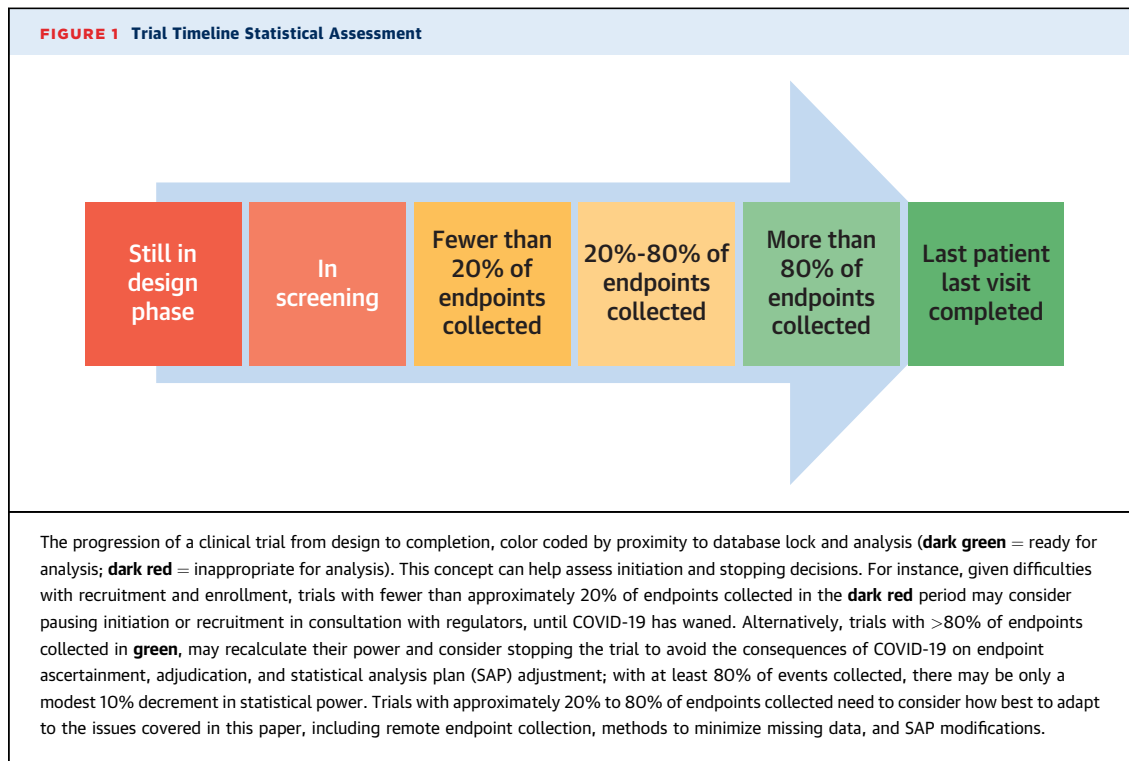 FIGURE 1 Trial Timeline Statistical Assessment
Still in
design
phase
In
screening
Fewer than
20% of
endpoints
collected
20%-80% of
endpoints
collected
More than
80% of
endpoints
collected
Last patient
last visit
completed
The progression of a clinical trial from design to completion, color coded by proximity to database lock and analysis (dark green = ready for
analysis; dark red = inappropriate for analysis). This concept can help assess initiation and stopping decisions. For instance, given difficulties
with recruitment and enrollment, trials with fewer than approximately 20% of endpoints collected in the dark red period may consider
pausing initiation or recruitment in consultation with regulators, until COVID-19 has waned. Alternatively, trials with >80% of endpoints
collected in green, may recalculate their power and consider stopping the trial to avoid the consequences of COVID-19 on endpoint
ascertainment, adjudication, and statistical analysis plan (SAP) adjustment; with at least 80% of events collected, there may be only a
modest 10% decrement in statistical power. Trials with approximately 20% to 80% of endpoints collected need to consider how best to adapt
to the issues covered in this paper, including remote endpoint collection, methods to minimize missing data, and SAP modifications.